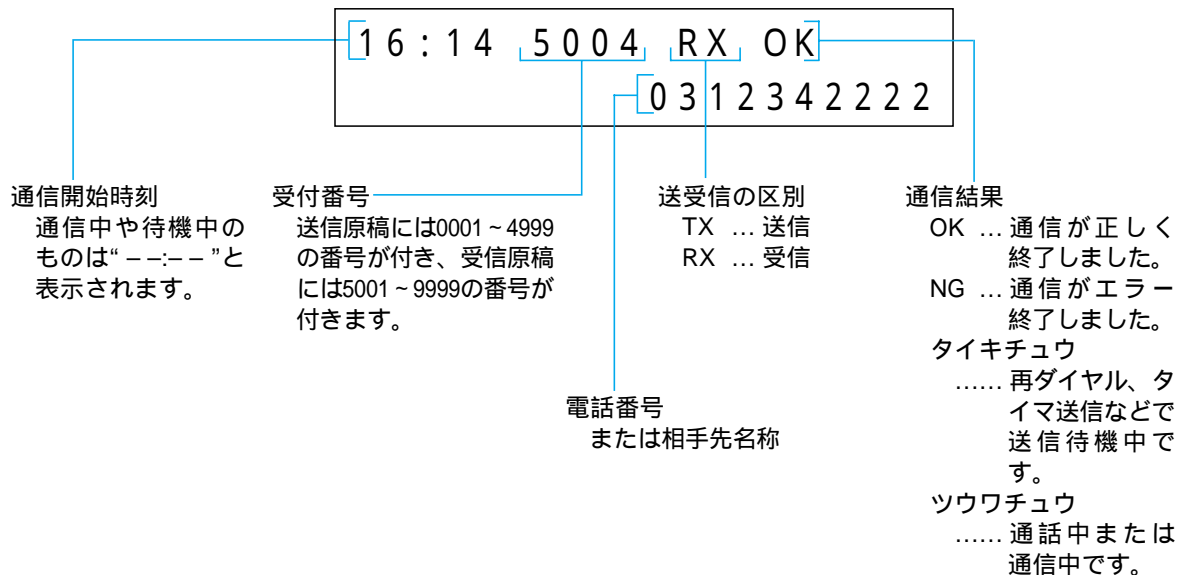 16:14 5004 RX OK
0312342222
通信開始時刻
通信中や待機中の
ものは“ – –:– – ”と
表示されます。
受付番号
送信原稿には0001~4999
の番号が付き、受信原稿
には5001~9999の番号が
付きます。
電話番号
または相手先名称
送受信の区別
TX … 送信
RX … 受信
通信結果
OK … 通信が正しく
終了しました。
NG … 通信がエラー
終了しました。
タイキチュウ
…… 再ダイヤル、タ
イマ送信などで
送信待機中で
す。
ツウワチュウ
…… 通話中または
通信中です。